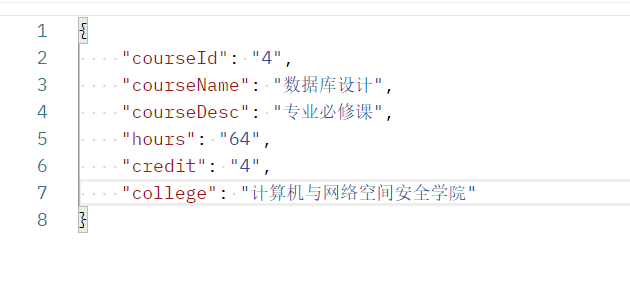 1 {
2 "courseId": "4",
3 "courseName": "数据库设计",
4 "courseDesc": "专业必修课",
5 "hours": "64",
6 "credit": "4",
7 "college": "计算机与网络空间安全学院"
8 }